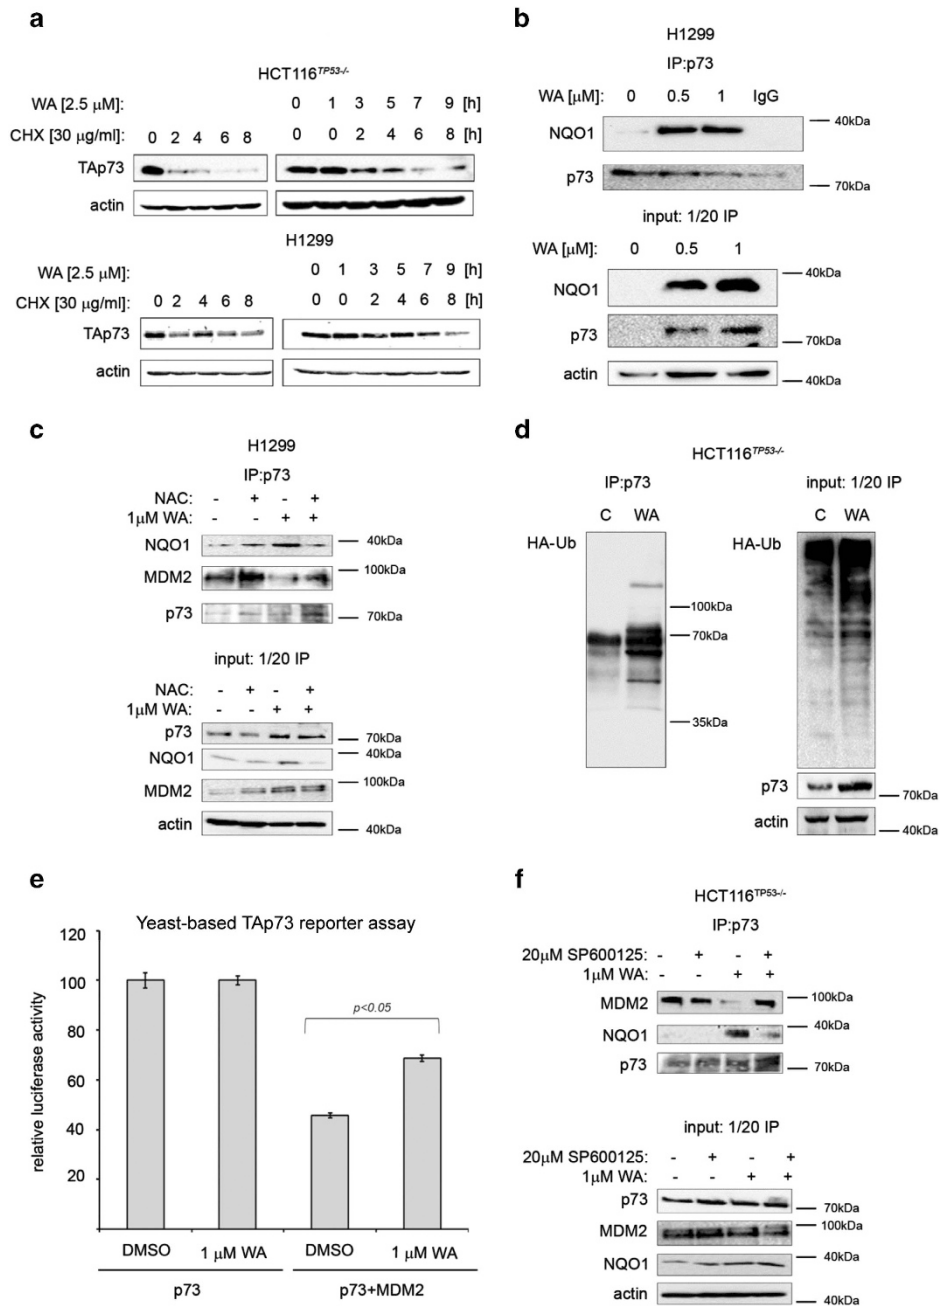 a
HCT116TP53-/-
WA [2.5 µM]: 0 1 3 5 7 9 [h]
CHX [30 µg/ml]: 0 2 4 6 8 0 0 2 4 6 8 [h]
TAp73
actin
H1299
WA [2.5 µM]: 0 1 3 5 7 9 [h]
CHX [30 µg/ml]: 0 2 4 6 8 0 0 2 4 6 8 [h]
TAp73
actin
b
H1299
IP:p73
WA [µM]: 0 0.5 1 IgG
NQO1 40kDa
p73 70kDa
input: 1/20 IP
WA [µM]: 0 0.5 1
NQO1 40kDa
p73 70kDa
actin 40kDa
c
H1299
IP:p73
NAC: - + - +
1µM WA: - - + +
NQO1 40kDa
MDM2 100kDa
p73 70kDa
input: 1/20 IP
NAC: - + - +
1µM WA: - - + +
p73 70kDa
NQO1 40kDa
MDM2 100kDa
actin 40kDa
d
HCT116TP53-/-
IP:p73 input: 1/20 IP
C WA C WA
HA-Ub HA-Ub
100kDa
70kDa
35kDa
p73 70kDa
actin 40kDa
e
Yeast-based TAp73 reporter assay
relative luciferase activity
120
100
80
60
40
20
p<0.05
DMSO 1 µM WA DMSO 1 µM WA
p73 p73+MDM2
f
HCT116TP53-/-
IP:p73
20µM SP600125: - + - +
1µM WA: - - + +
MDM2 100kDa
NQO1 40kDa
p73 70kDa
input: 1/20 IP
20µM SP600125: - + - +
1µM WA: - - + +
p73 70kDa
MDM2 100kDa
NQO1 40kDa
actin 40kDa